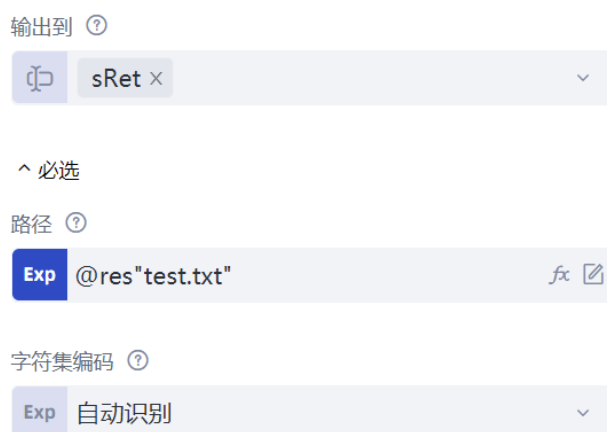 输出到
sRet ×
必选
路径
Exp @res"test.txt" fx
字符集编码
Exp 自动识别